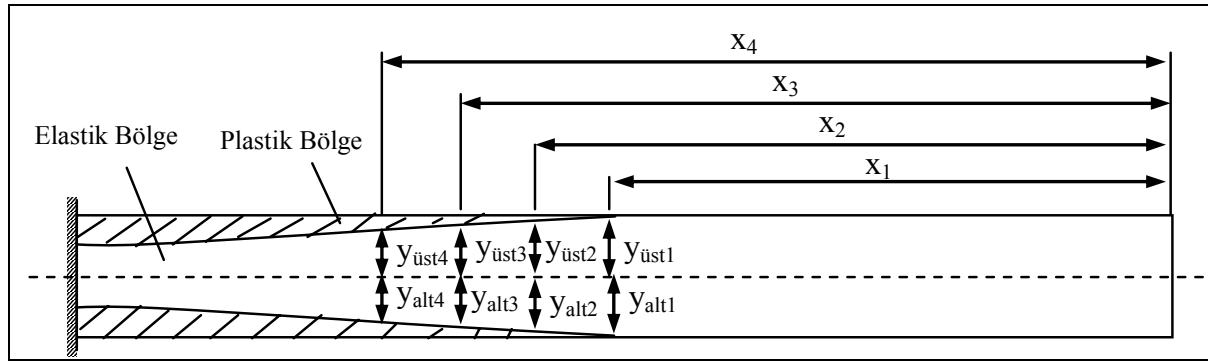 x4
x3
x2
x1
Elastik Bölge
Plastik Bölge
yüst4
yüst3
yüst2
yüst1
yalt4
yalt3
yalt2
yalt1